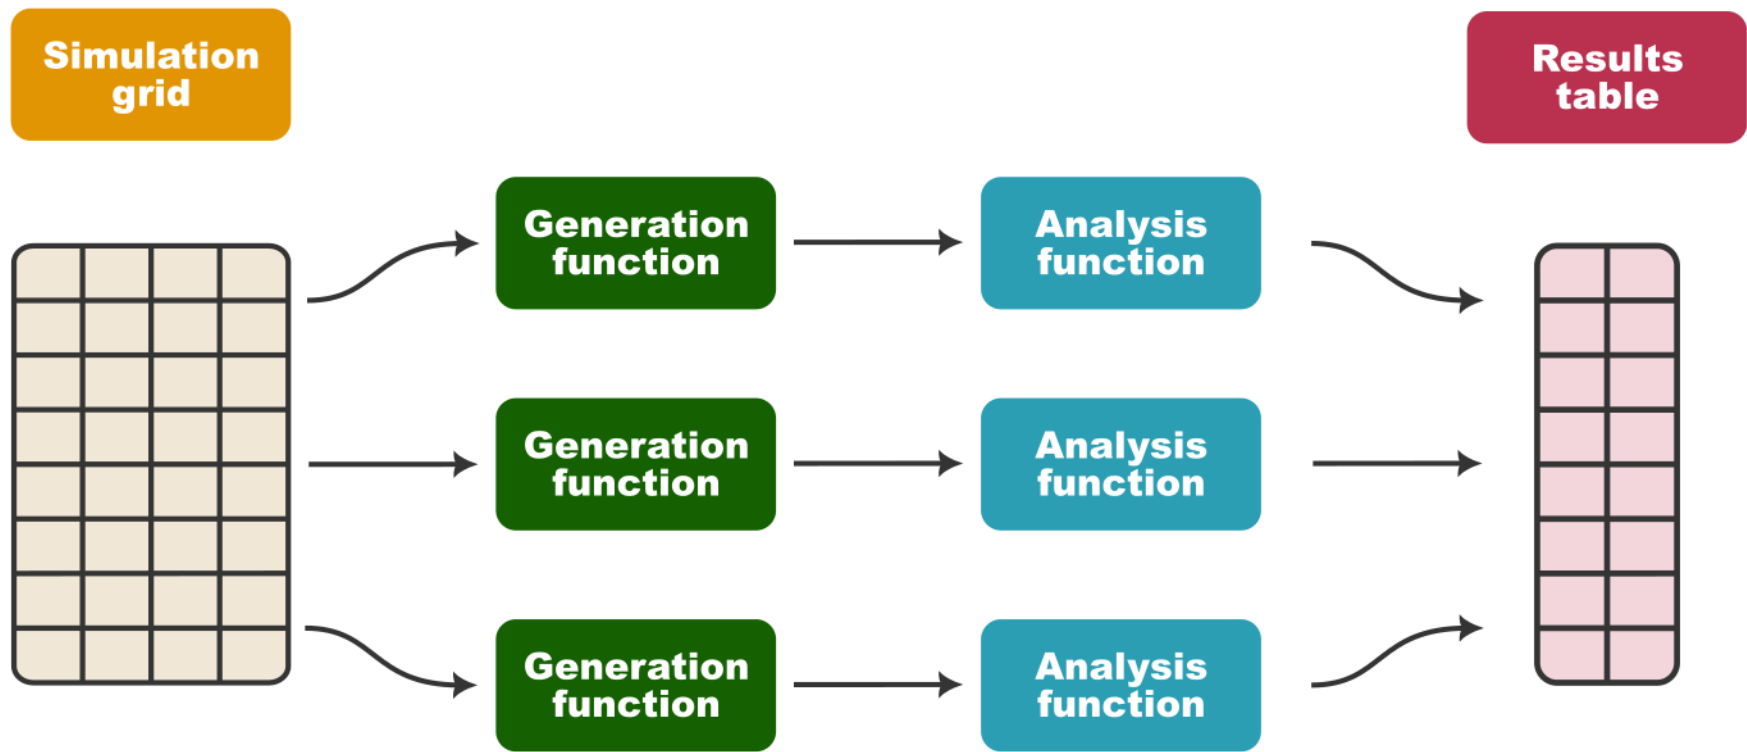 Simulation
grid
Results
table
Generation
function
Analysis
function
Generation
function
Analysis
function
Generation
function
Analysis
function